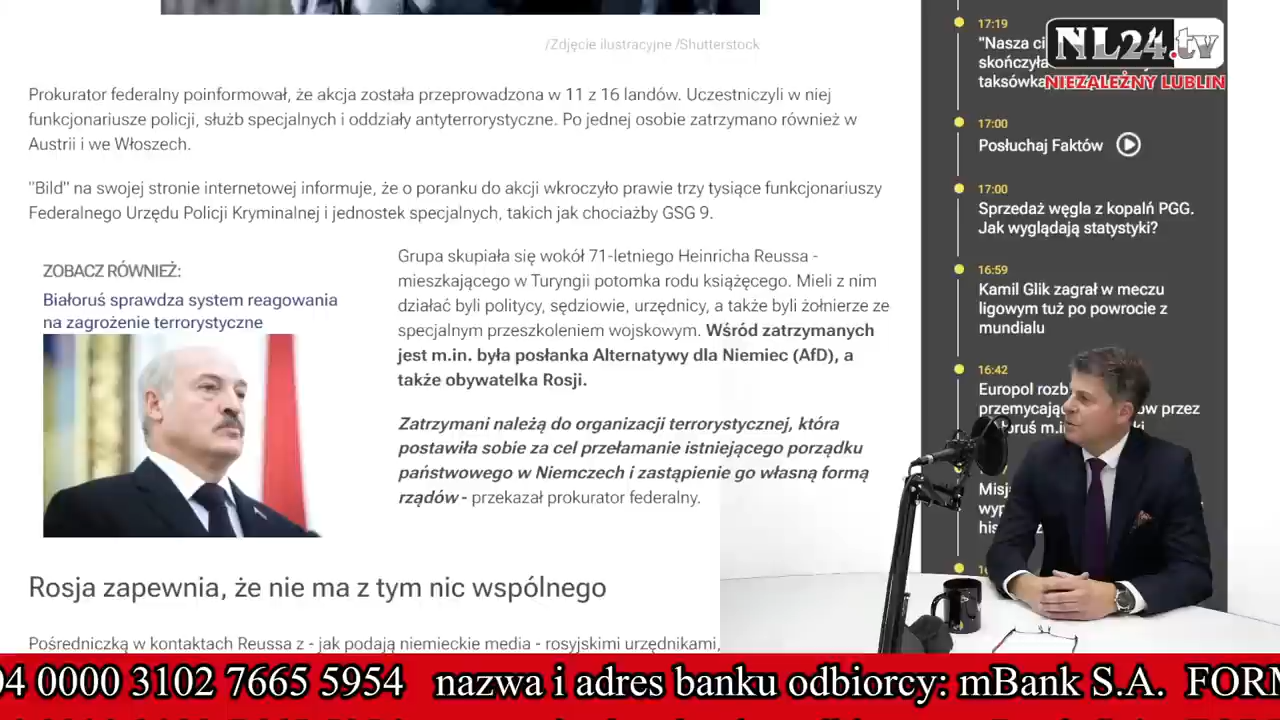 /Zdjęcie ilustracyjne /Shutterstock
Prokurator federalny poinformował, że akcja została przeprowadzona w 11 z 16 landów. Uczestniczyli w niej
funkcjonariusze policji, służb specjalnych i oddziały antyterrorystyczne. Po jednej osobie zatrzymano również w
Austrii i we Włoszech.
"Bild" na swojej stronie internetowej informuje, że o poranku do akcji wkroczyło prawie trzy tysiące funkcjonariuszy
Federalnego Urzędu Policji Kryminalnej i jednostek specjalnych, takich jak chociażby GSG 9.
ZOBACZ RÓWNIEŻ:
Białoruś sprawdza system reagowania
na zagrożenie terrorystyczne
Grupa skupiała się wokół 71-letniego Heinricha Reussa -
mieszkającego w Turyngii potomka rodu książęcego. Mieli z nim
działać byli politycy, sędziowie, urzędnicy, a także byli żołnierze ze
specjalnym przeszkoleniem wojskowym. Wśród zatrzymanych
jest m.in. była posłanka Alternatywy dla Niemiec (AfD), a
także obywatelka Rosji.
Zatrzymani należą do organizacji terrorystycznej, która
postawiła sobie za cel przełamanie istniejącego porządku
państwowego w Niemczech i zastąpienie go własną formą
rządów - przekazał prokurator federalny.
Rosja zapewnia, że nie ma z tym nic wspólnego
Pośredniczką w kontaktach Reussa z - jak podają niemieckie media - rosyjskimi urzędnikami,
17:19
"Nasza
skończyła
taksówka
NL24.tv
NIEZALEŻNY LUBLIN
17:00
Posłuchaj Faktów
17:00
Sprzedaż węgla z kopalń PGG.
Jak wyglądają statystyki?
16:59
Kamil Glik zagrał w meczu
ligowym tuż po powrocie z
mundialu
16:42
Europol
przez
m.in.
94 0000 3102 7665 5954 nazwa i adres banku odbiorcy: mBank S.A. FORM